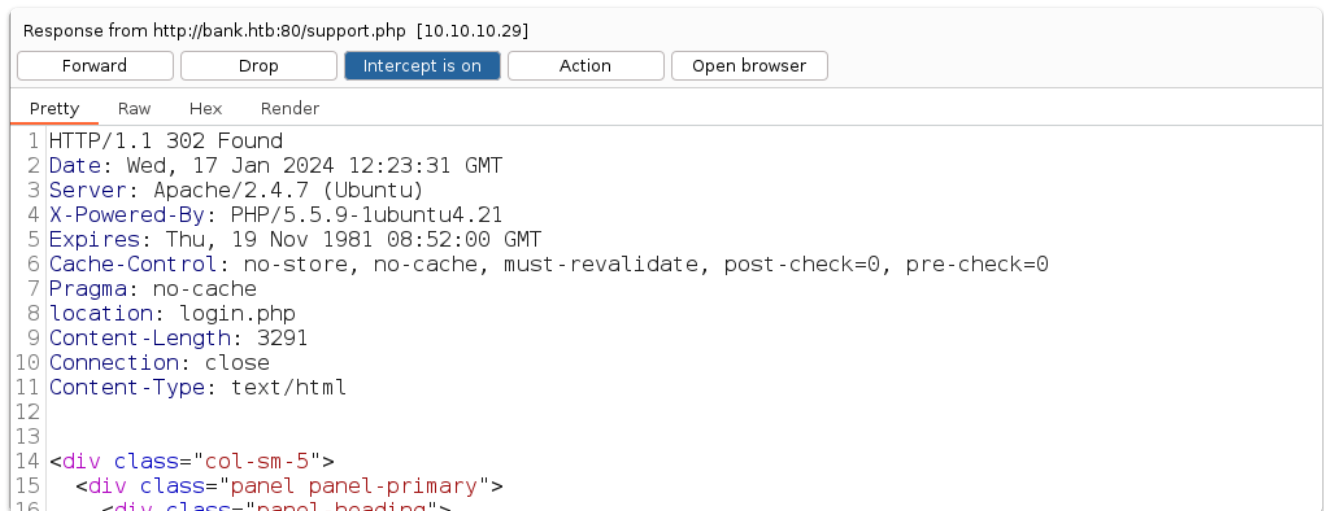 Response from http://bank.htb:80/support.php [10.10.10.29]
Forward Drop Intercept is on Action Open browser
Pretty Raw Hex Render
1 HTTP/1.1 302 Found
2 Date: Wed, 17 Jan 2024 12:23:31 GMT
3 Server: Apache/2.4.7 (Ubuntu)
4 X-Powered-By: PHP/5.5.9-1ubuntu4.21
5 Expires: Thu, 19 Nov 1981 08:52:00 GMT
6 Cache-Control: no-store, no-cache, must-revalidate, post-check=0, pre-check=0
7 Pragma: no-cache
8 location: login.php
9 Content-Length: 3291
10 Connection: close
11 Content-Type: text/html
12
13
14 <div class="col-sm-5">
15 <div class="panel panel-primary">
16 <div class="panel-heading">